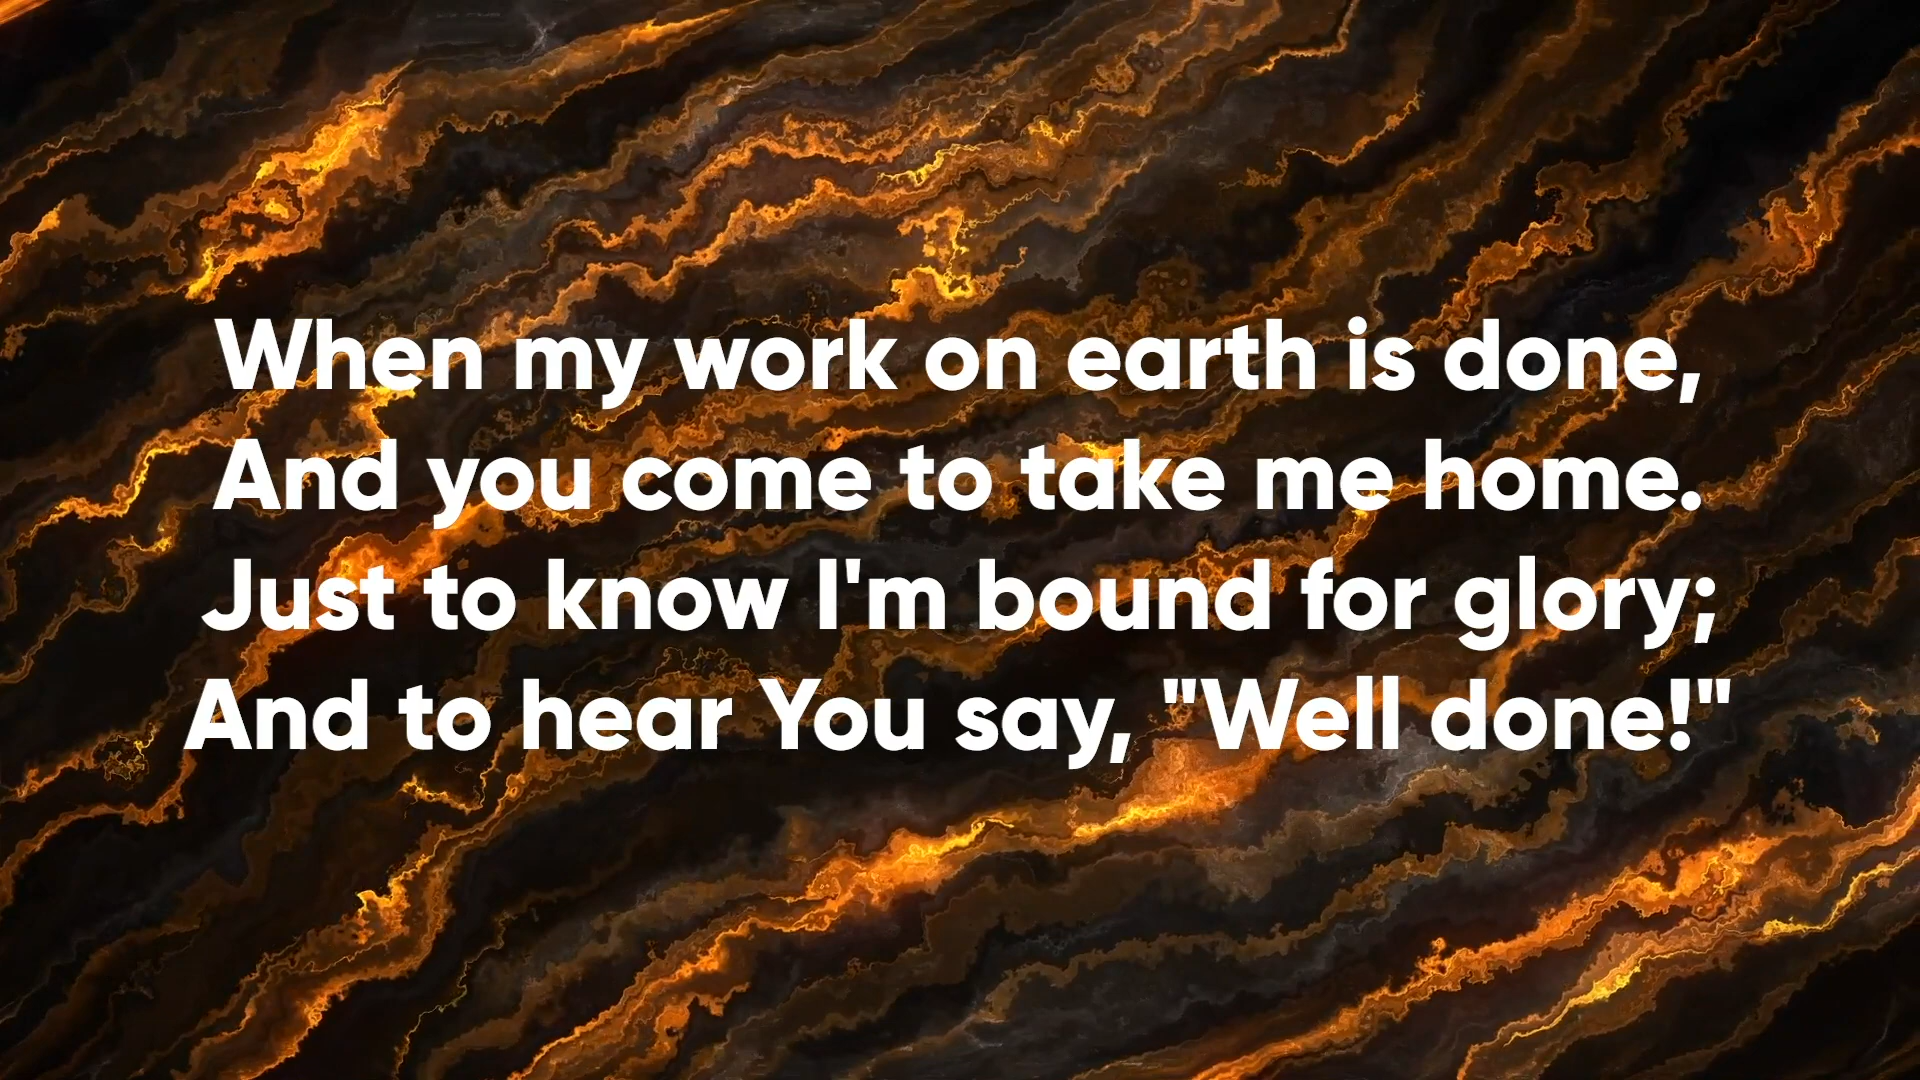 When my work on earth is done,
And you come to take me home.
Just to know I'm bound for glory;
And to hear You say, "Well done!"